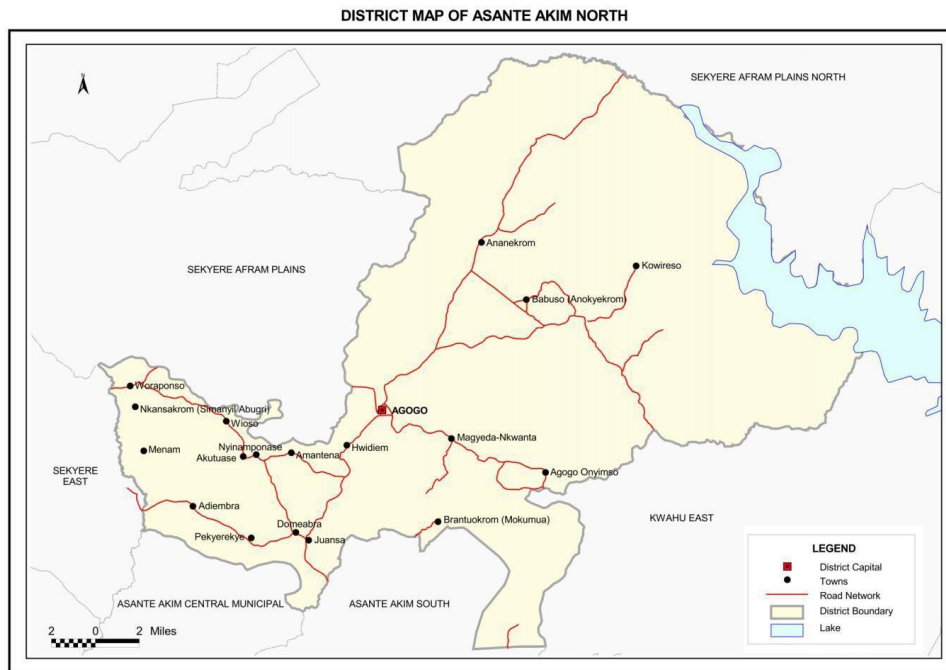 DISTRICT MAP OF ASANTE AKIM NORTH
N
SEKYERE AFRAM PLAINS NORTH
Ananekrom
SEKYERE AFRAM PLAINS
Kowireso
Babuso (Anokyekrom)
Woraponso
Nkansakrom (Simanyil Abugri)
AGOGO
Wioso
Magyeda-Nkwanta
Hwidiem
Nyinamponase
Menam
Akutuase
Amantena
SEKYERE
EAST
Agogo Onyimso
Adiembra
KWAHU EAST
Domeabra
Brantuokrom (Mokumua)
Pekyerekye
Juansa
ASANTE AKIM CENTRAL MUNICIPAL
ASANTE AKIM SOUTH
LEGEND
District Capital
Towns
Road Network
District Boundary
Lake
2 0 2 Miles